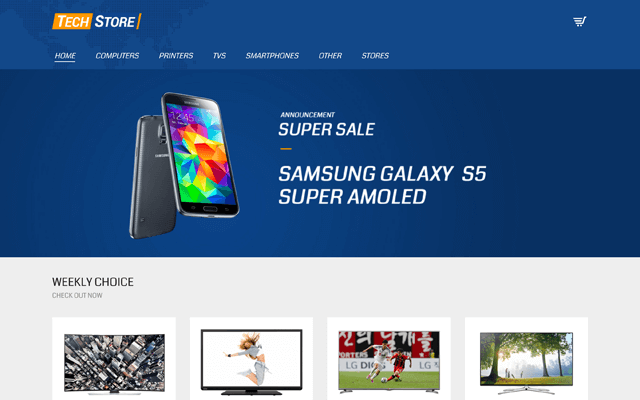 TECH STORE!
HOME COMPUTERS PRINTERS TVS SMARTPHONES OTHER STORES
ANNOUNCEMENT
SUPER SALE
SAMSUNG GALAXY S5
SUPER AMOLED
SAMSUNG
WEEKLY CHOICE
CHECK OUT NOW